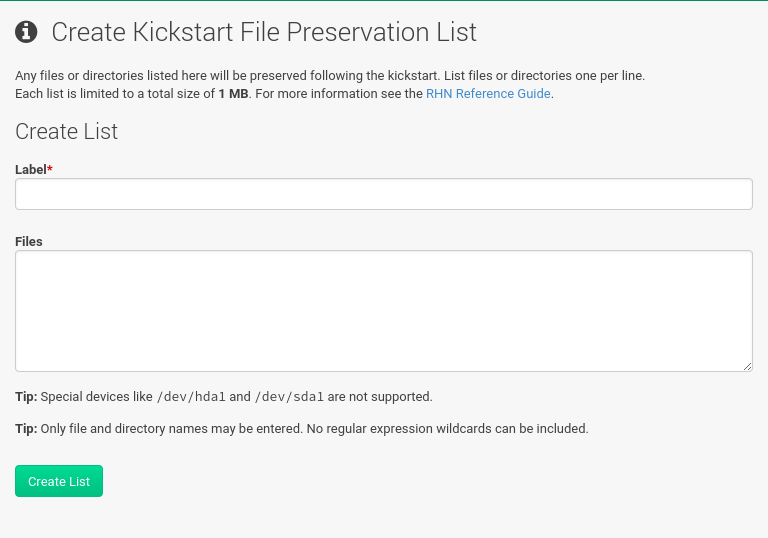 Create Kickstart File Preservation List
Any files or directories listed here will be preserved following the kickstart. List files or directories one per line.
Each list is limited to a total size of 1 MB. For more information see the RHN Reference Guide.
Create List
Label*
Files
Tip: Special devices like /dev/hda1 and /dev/sda1 are not supported.
Tip: Only file and directory names may be entered. No regular expression wildcards can be included.
Create List